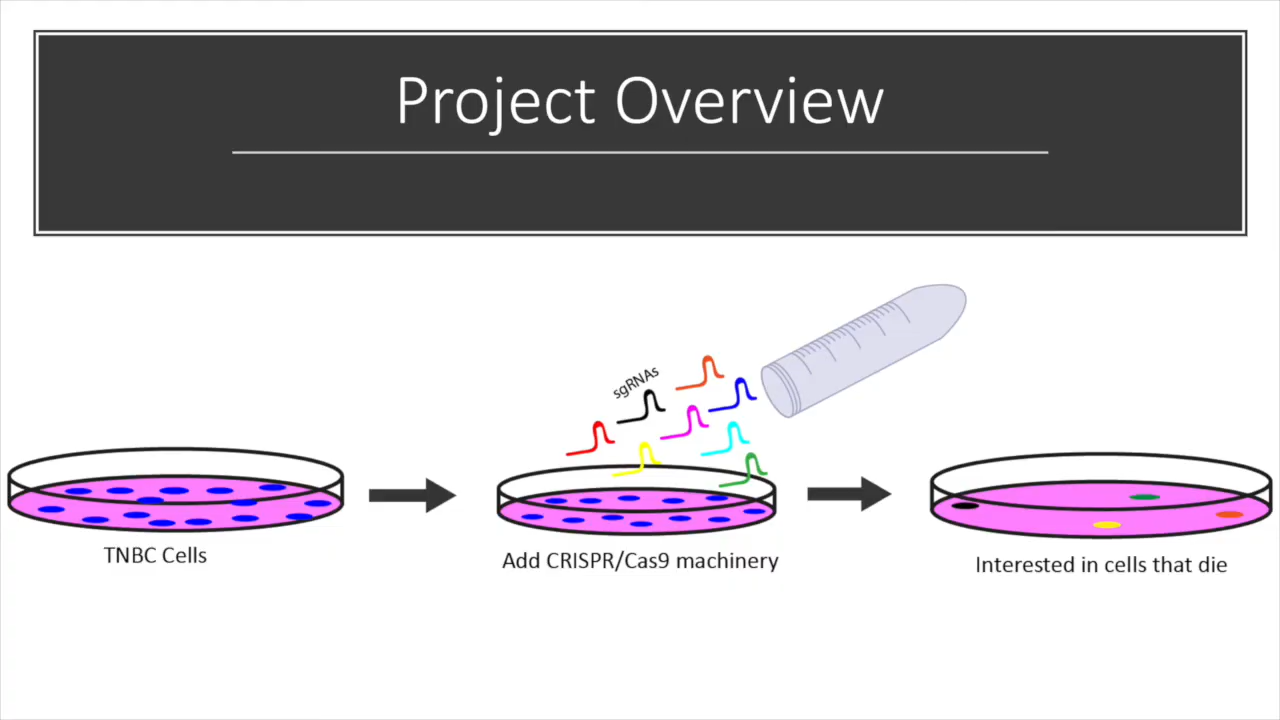 Project Overview
sgRNAs
TNBC Cells
Add CRISPR/Cas9 machinery
Interested in cells that die